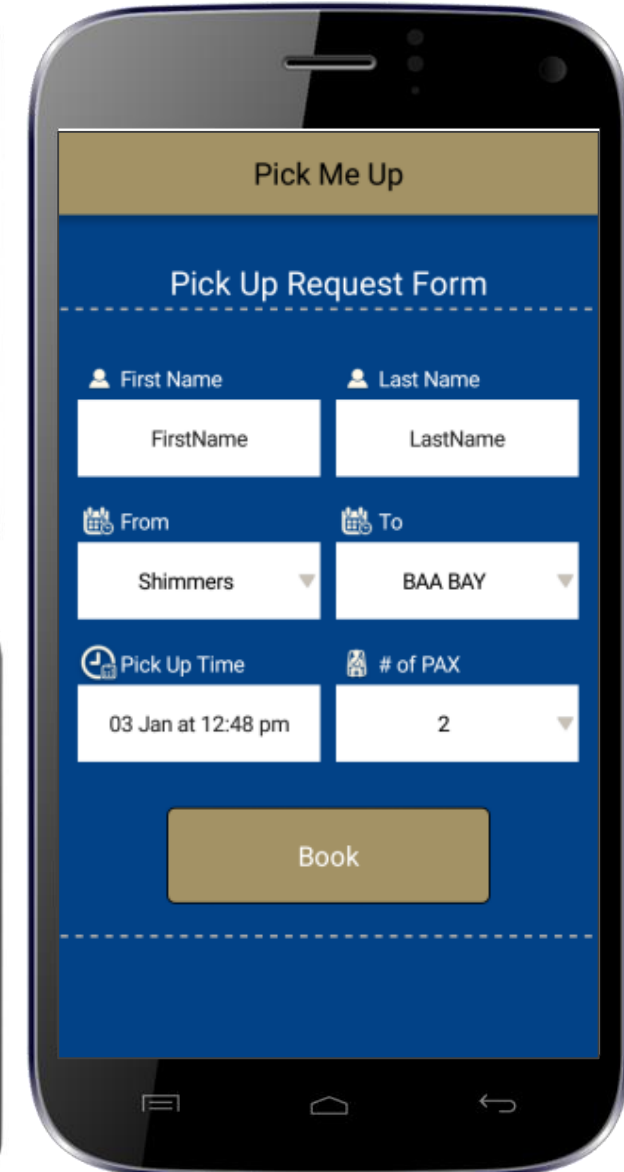 Pick Me Up
Pick Up Request Form
First Name Last Name
FirstName LastName
From To
Shimmers BAA BAY
Pick Up Time # of PAX
03 Jan at 12:48 pm 2
Book